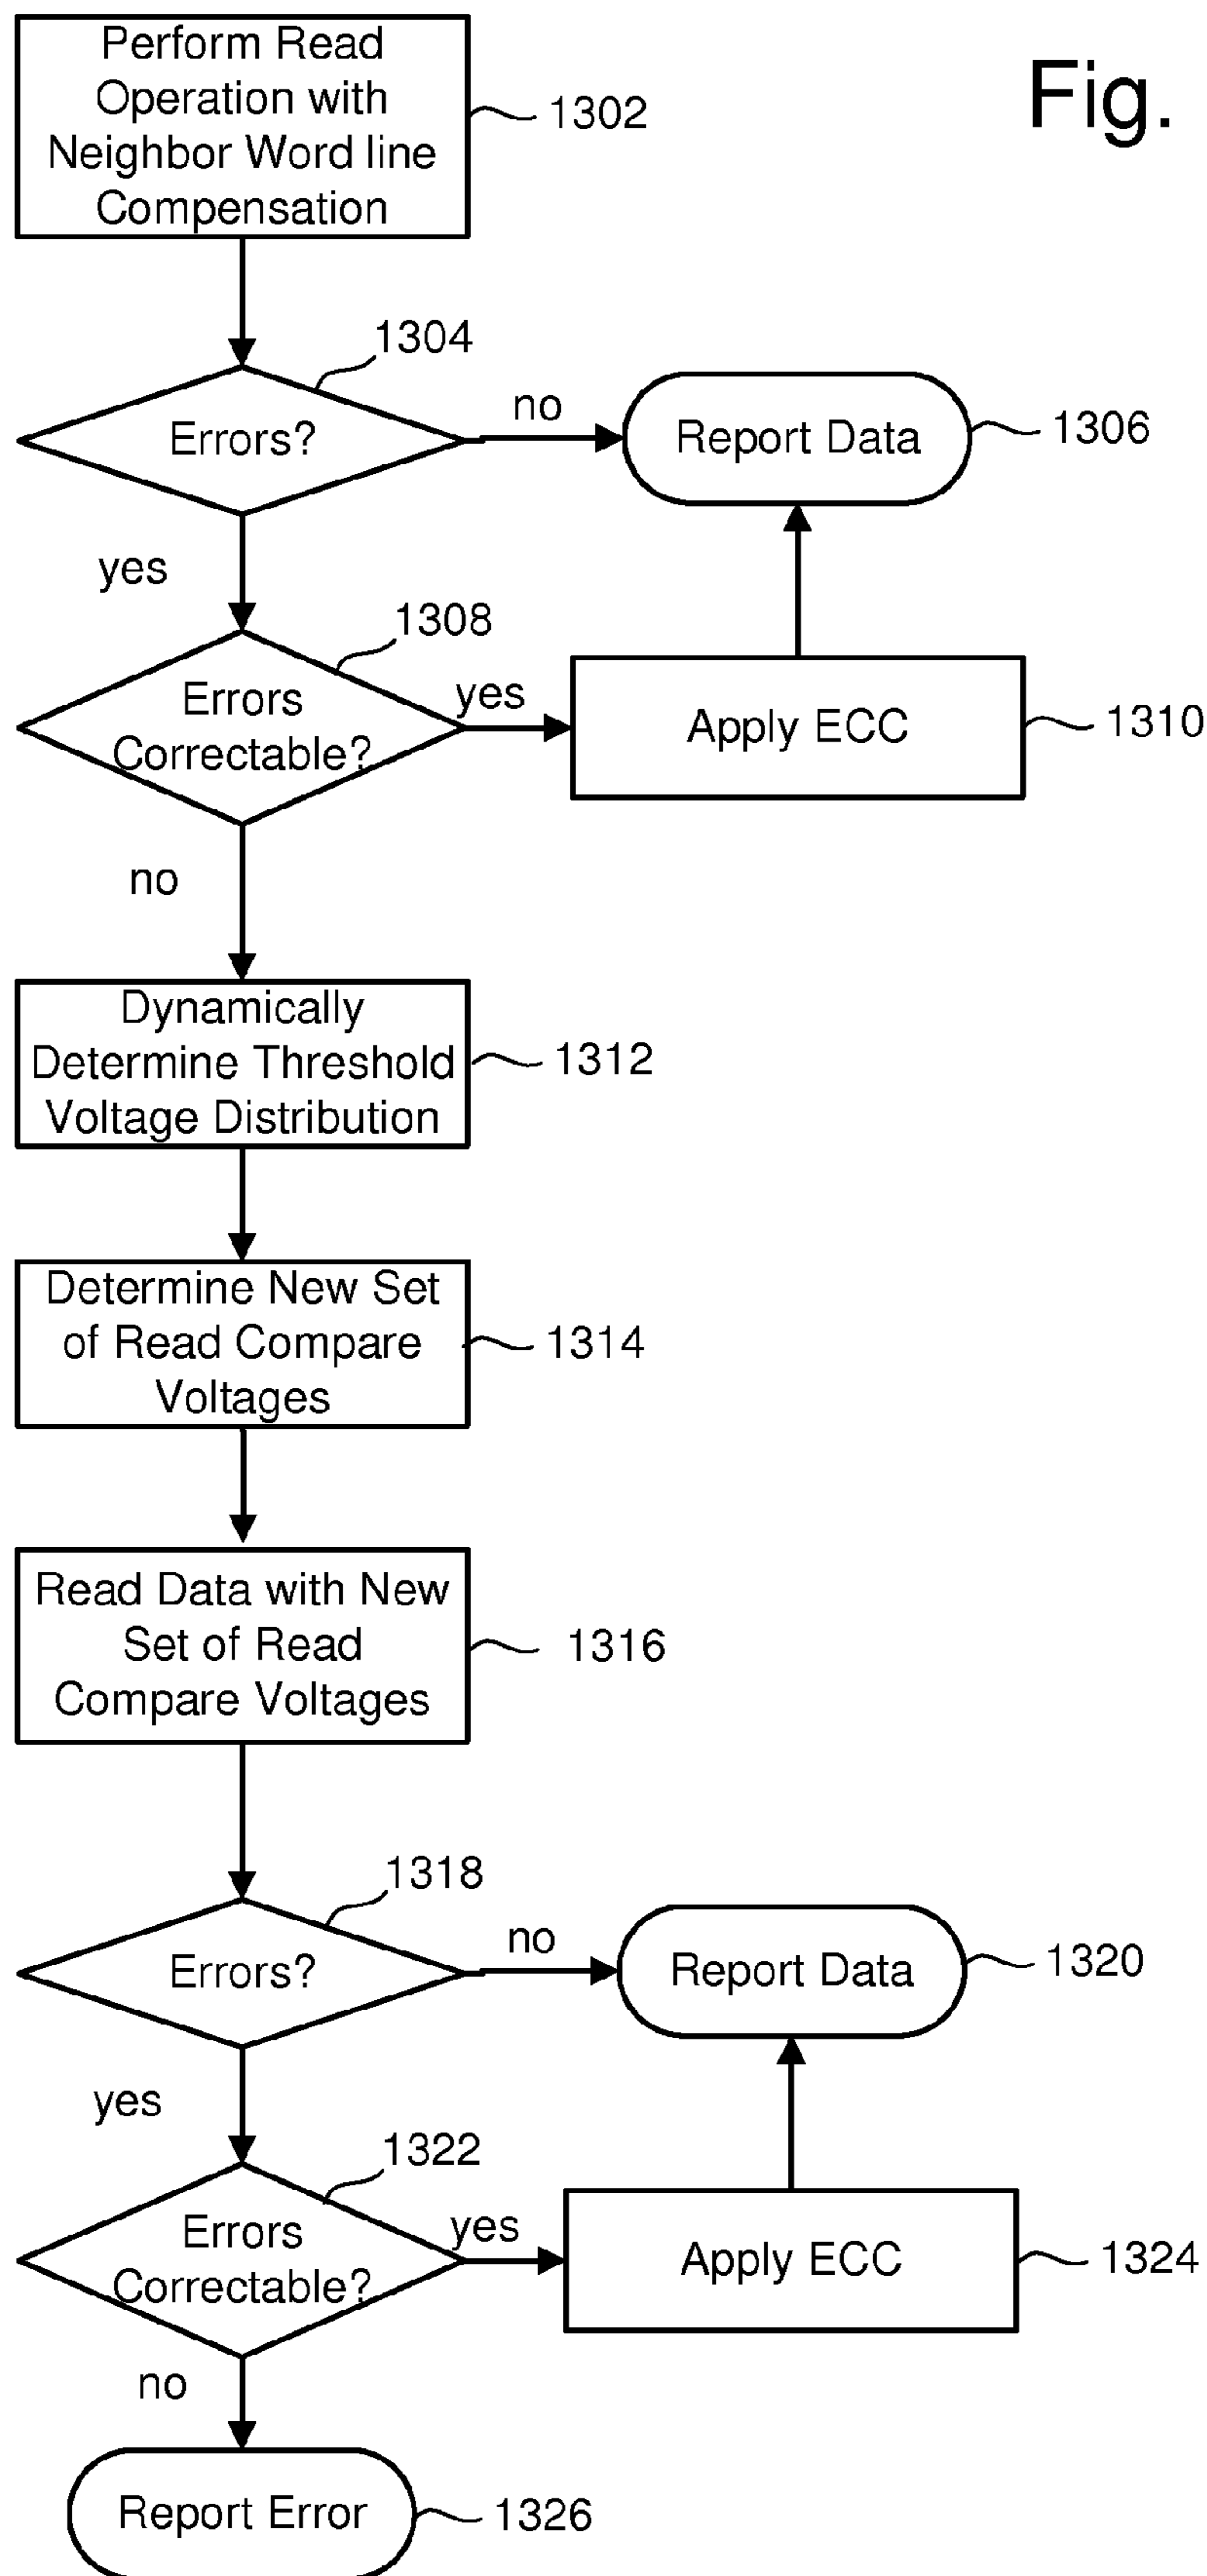 Perform Read
Operation with
Neighbor Word line
Compensation
1302
Fig.
1304
Errors?
no
Report Data
1306
yes
1308
Errors
Correctable?
yes
Apply ECC
1310
no
Dynamically
Determine Threshold
Voltage Distribution
1312
Determine New Set
of Read Compare
Voltages
1314
Read Data with New
Set of Read
Compare Voltages
1316
1318
Errors?
no
Report Data
1320
yes
1322
Errors
Correctable?
yes
Apply ECC
1324
no
Report Error
1326